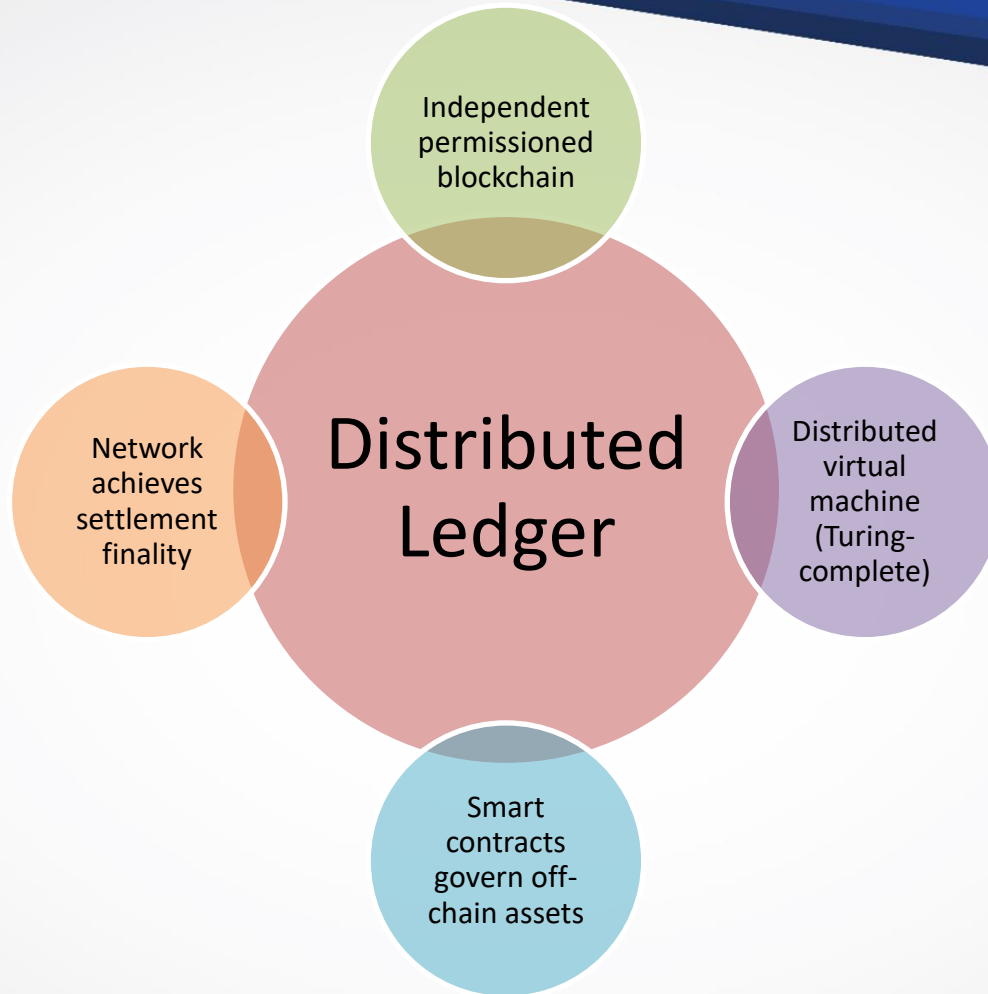 Independent
permissioned
blockchain
Distributed
Ledger
Network
achieves
settlement
finality
Distributed
virtual
machine
(Turing-
complete)
Smart
contracts
govern off-
chain assets